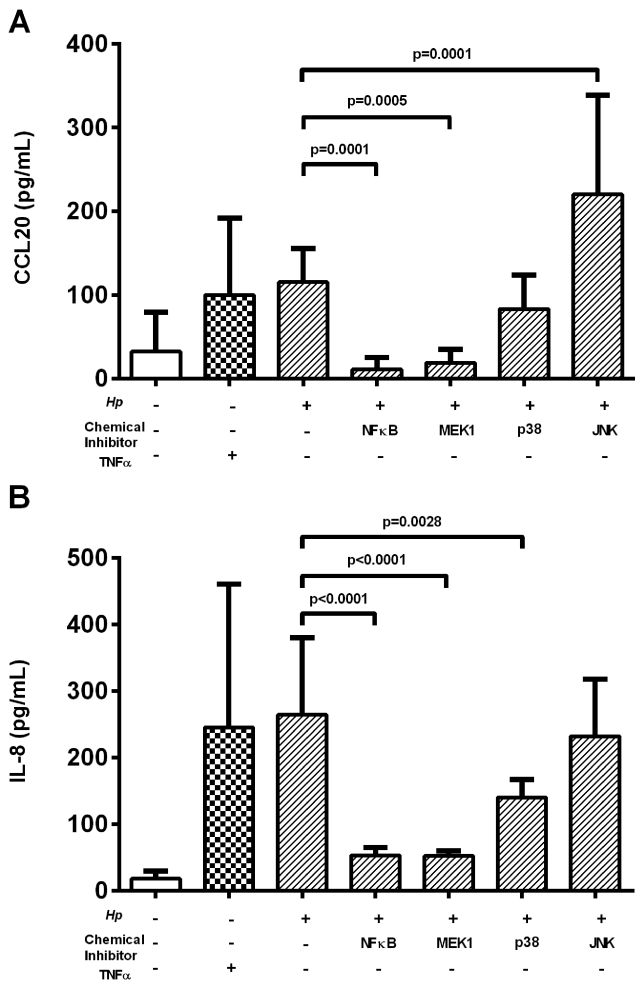 A
CCL20 (pg/mL)
400
300
200
100
0
p=0.0001
p=0.0005
p=0.0001
Hp - - + + + + +
Chemical Inhibitor - - - NFκB MEK1 p38 JNK
TNFα - + - - - - -
B
IL-8 (pg/mL)
500
400
300
200
100
0
p=0.0028
p<0.0001
p<0.0001
Hp - - + + + + +
Chemical Inhibitor - - - NFκB MEK1 p38 JNK
TNFα - + - - - - -